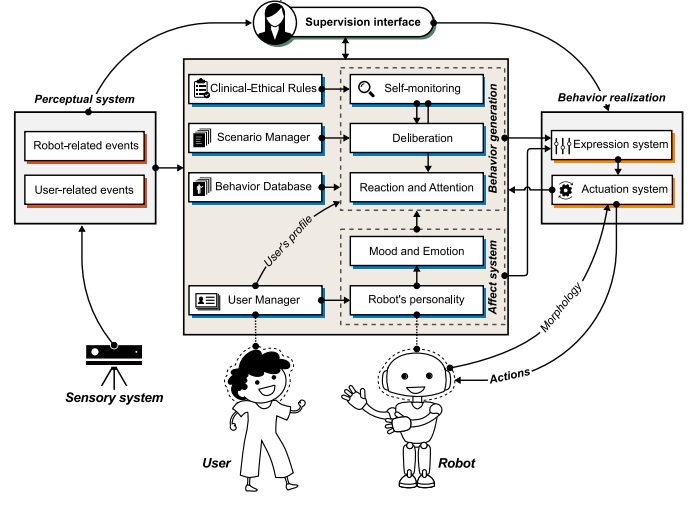 Supervision interface
Perceptual system
Robot-related events
User-related events
Clinical-Ethical Rules
Scenario Manager
Behavior Database
User Manager
User's profile
Self-monitoring
Deliberation
Reaction and Attention
Behavior generation
Mood and Emotion
Robot's personality
Affect system
Behavior realization
Expression system
Actuation system
Morphology
Actions
Sensory system
User
Robot